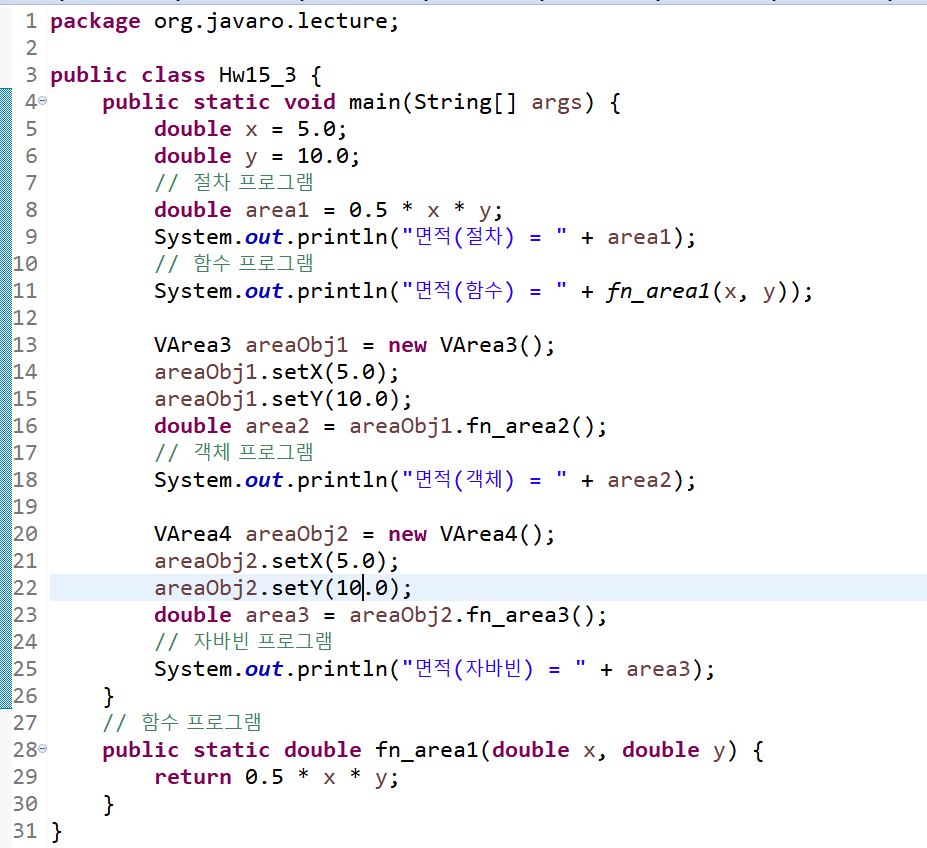 1 package org.javaro.lecture;
2
3 public class Hw15_3 {
4     public static void main(String[] args) {
5         double x = 5.0;
6         double y = 10.0;
7         // 절차 프로그램
8         double area1 = 0.5 * x * y;
9         System.out.println("면적(절차) = " + area1);
10         // 함수 프로그램
11         System.out.println("면적(함수) = " + fn_area1(x, y));
12
13         VArea3 areaObj1 = new VArea3();
14         areaObj1.setX(5.0);
15         areaObj1.setY(10.0);
16         double area2 = areaObj1.fn_area2();
17         // 객체 프로그램
18         System.out.println("면적(객체) = " + area2);
19
20         VArea4 areaObj2 = new VArea4();
21         areaObj2.setX(5.0);
22         areaObj2.setY(10.0);
23         double area3 = areaObj2.fn_area3();
24         // 자바빈 프로그램
25         System.out.println("면적(자바빈) = " + area3);
26     }
27     // 함수 프로그램
28     public static double fn_area1(double x, double y) {
29         return 0.5 * x * y;
30     }
31 }